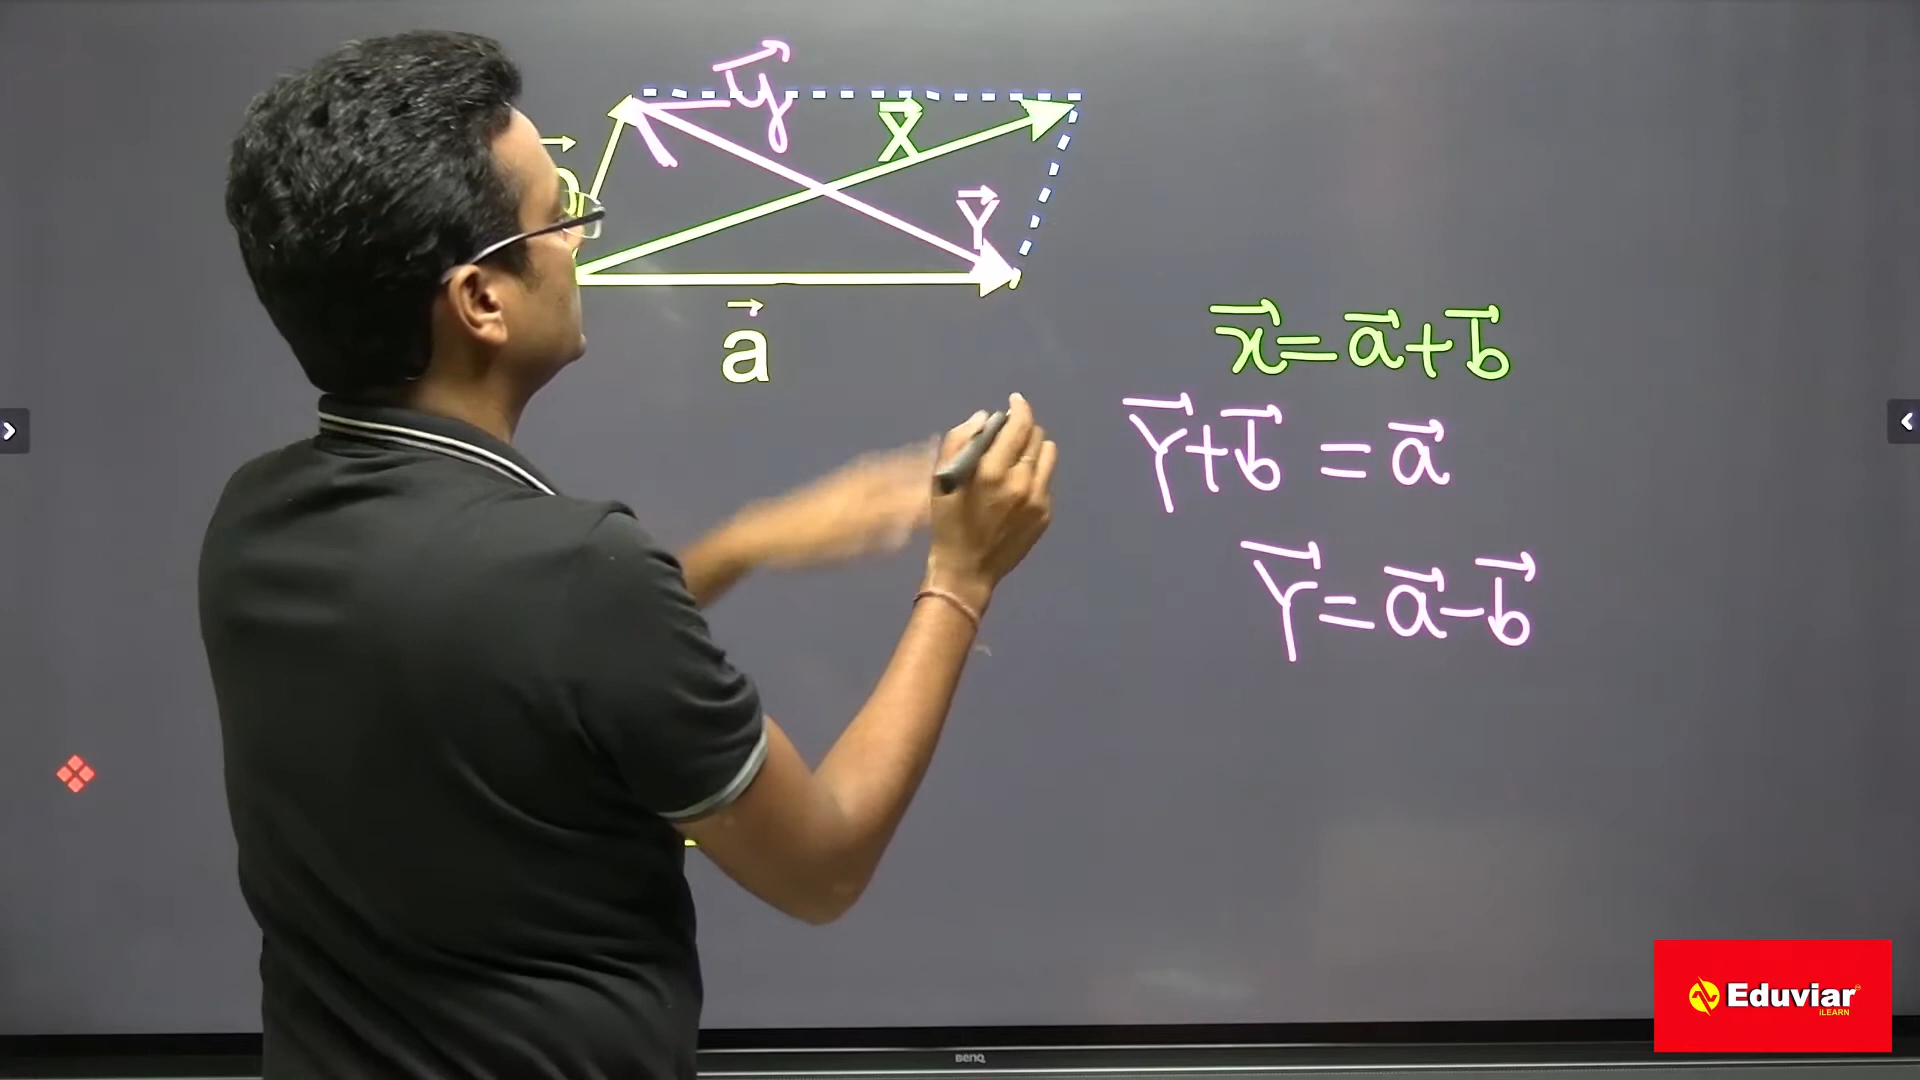 y⃗
X⃗
b⃗
Y⃗
a⃗
x⃗=a⃗+b⃗
Y⃗+b⃗ = a⃗
Y⃗=a⃗-b⃗
Eduviar
iLEARN
BenQ